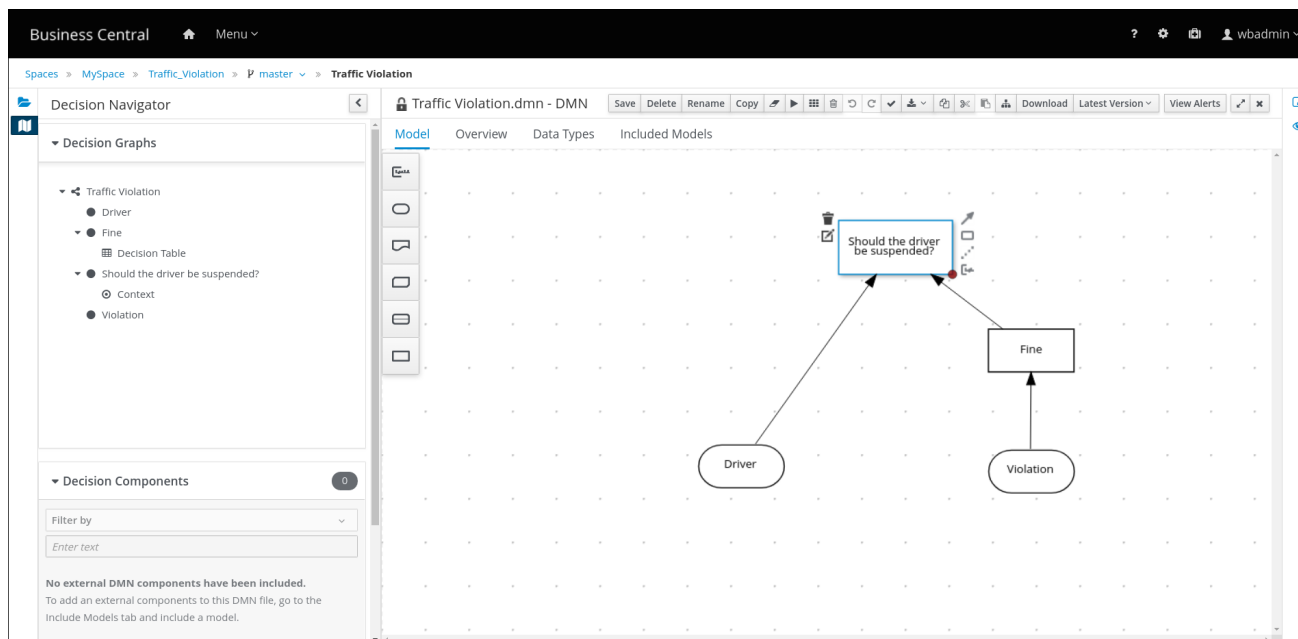 Business Central Menu ? wbadmin
Spaces » MySpace » Traffic_Violation » master » Traffic Violation
Decision Navigator
Decision Graphs
Traffic Violation
Driver
Fine
Decision Table
Should the driver be suspended?
Context
Violation
Decision Components 0
Filter by
Enter text
No external DMN components have been included.
To add an external components to this DMN file, go to the
Include Models tab and include a model.
Traffic Violation.dmn - DMN Save Delete Rename Copy Download Latest Version View Alerts
Model Overview Data Types Included Models
Should the driver
be suspended?
Fine
Driver
Violation